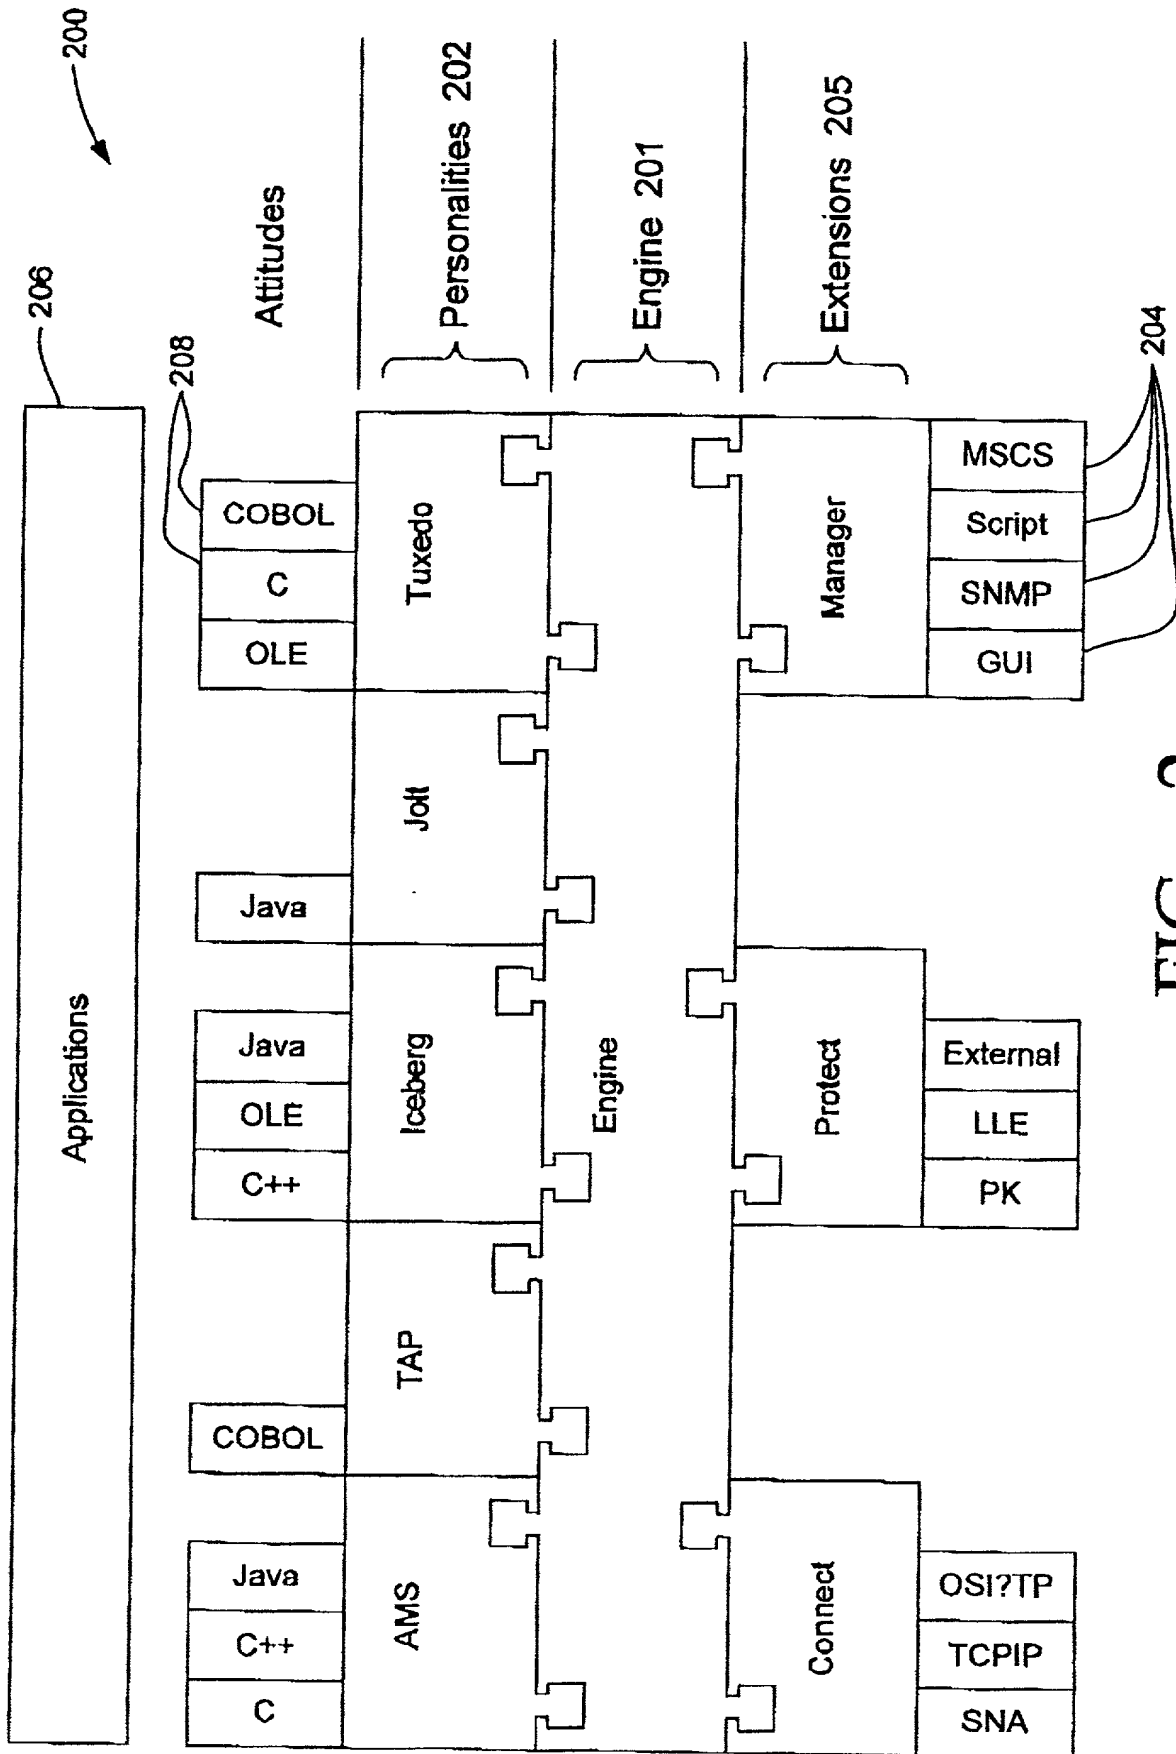 200
206
Applications
208
Attitudes
C
C++
Java
COBOL
C++
OLE
Java
Java
OLE
C
COBOL
AMS
TAP
Iceberg
Jolt
Tuxedo
Personalities 202
Engine
Engine 201
Connect
Protect
Manager
Extensions 205
SNA
TCPIP
OSI?TP
PK
LLE
External
GUI
SNMP
Script
MSCS
204
FIG